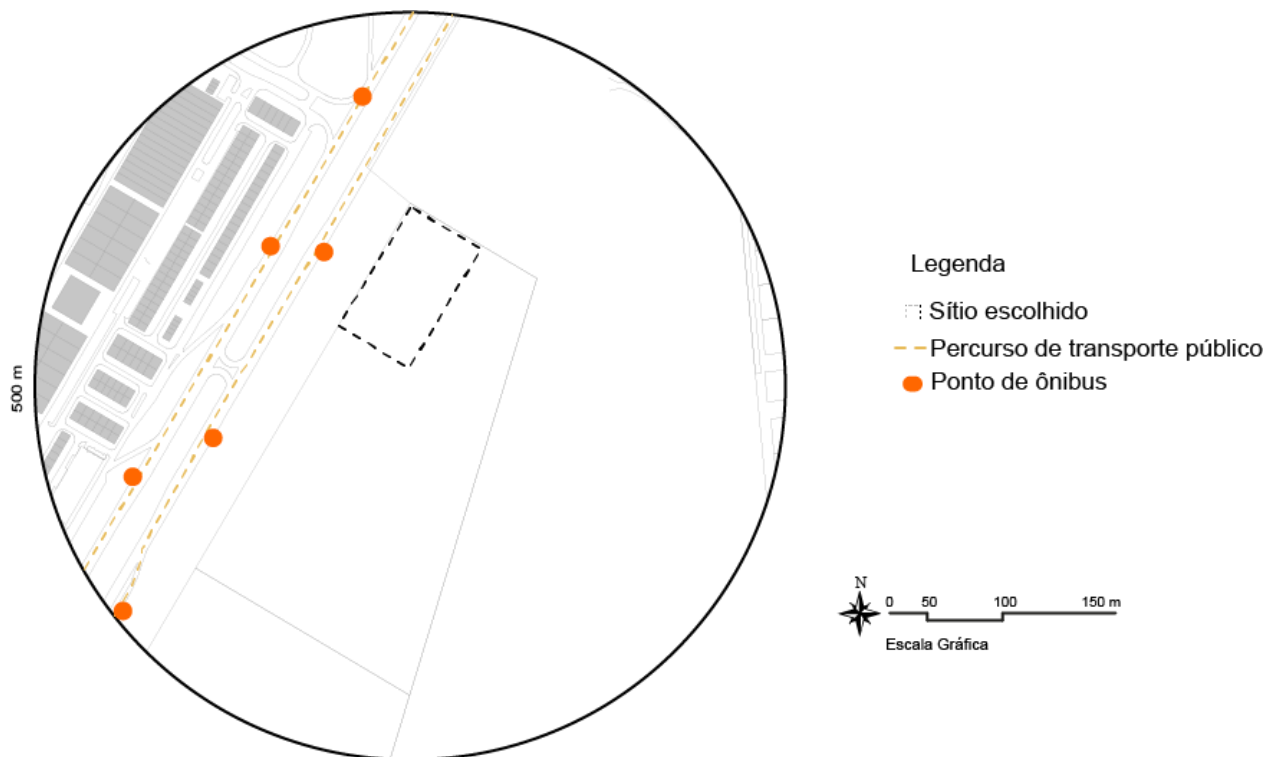 500 m
Legenda
Sítio escolhido
Percurso de transporte público
Ponto de ônibus
N
0 50 100 150 m
Escala Gráfica